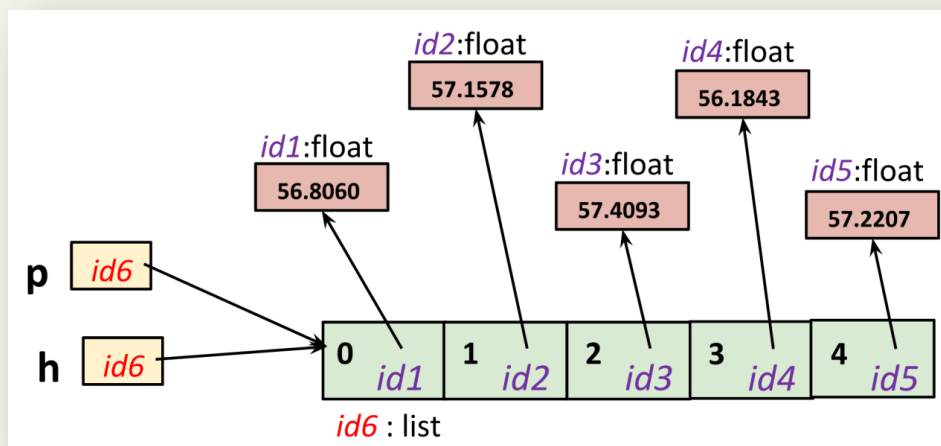 id2:float
id4:float
57.1578
56.1843
id1:float
id3:float
id5:float
56.8060
57.4093
57.2207
p id6
h id6
0 1 2 3 4
id1 id2 id3 id4 id5
id6 : list